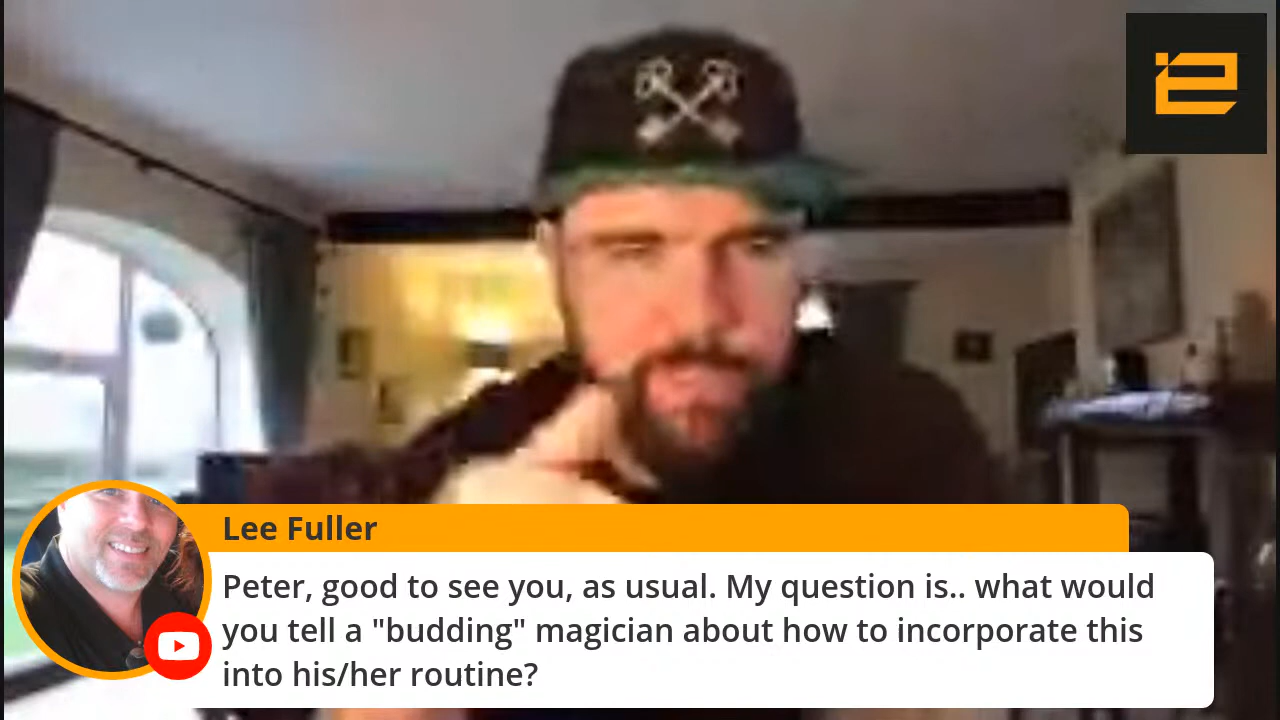 Lee Fuller
Peter, good to see you, as usual. My question is.. what would
you tell a "budding" magician about how to incorporate this
into his/her routine?